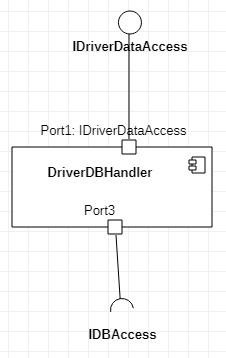 IDriverDataAccess
Port1: IDriverDataAccess
DriverDBHandler
Port3
IDBAccess